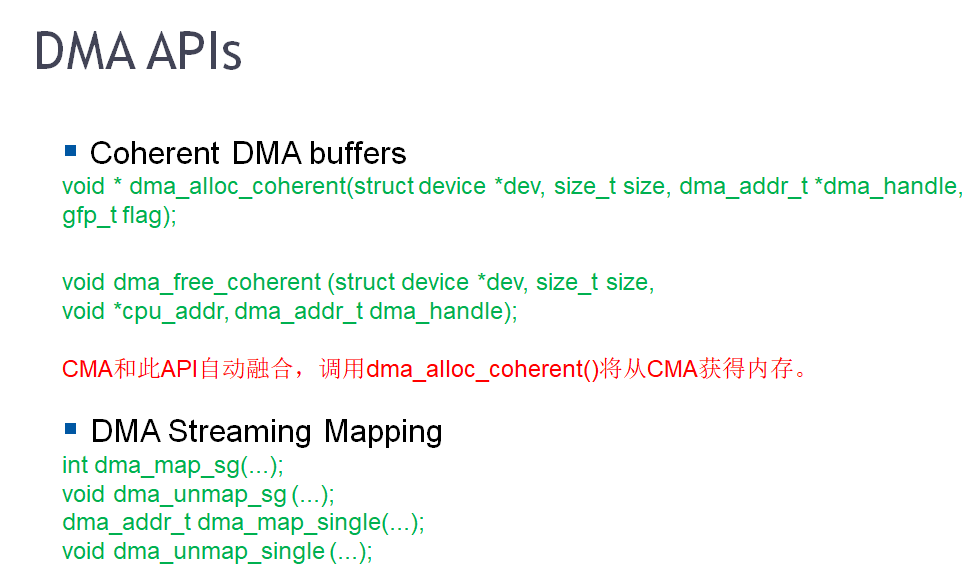 DMA APIs
Coherent DMA buffers
void * dma_alloc_coherent(struct device *dev, size_t size, dma_addr_t *dma_handle,
gfp_t flag);
void dma_free_coherent (struct device *dev, size_t size,
void *cpu_addr, dma_addr_t dma_handle);
CMA和此API自动融合，调用dma_alloc_coherent()将从CMA获得内存。
DMA Streaming Mapping
int dma_map_sg(...);
void dma_unmap_sg (...);
dma_addr_t dma_map_single(...);
void dma_unmap_single (...);